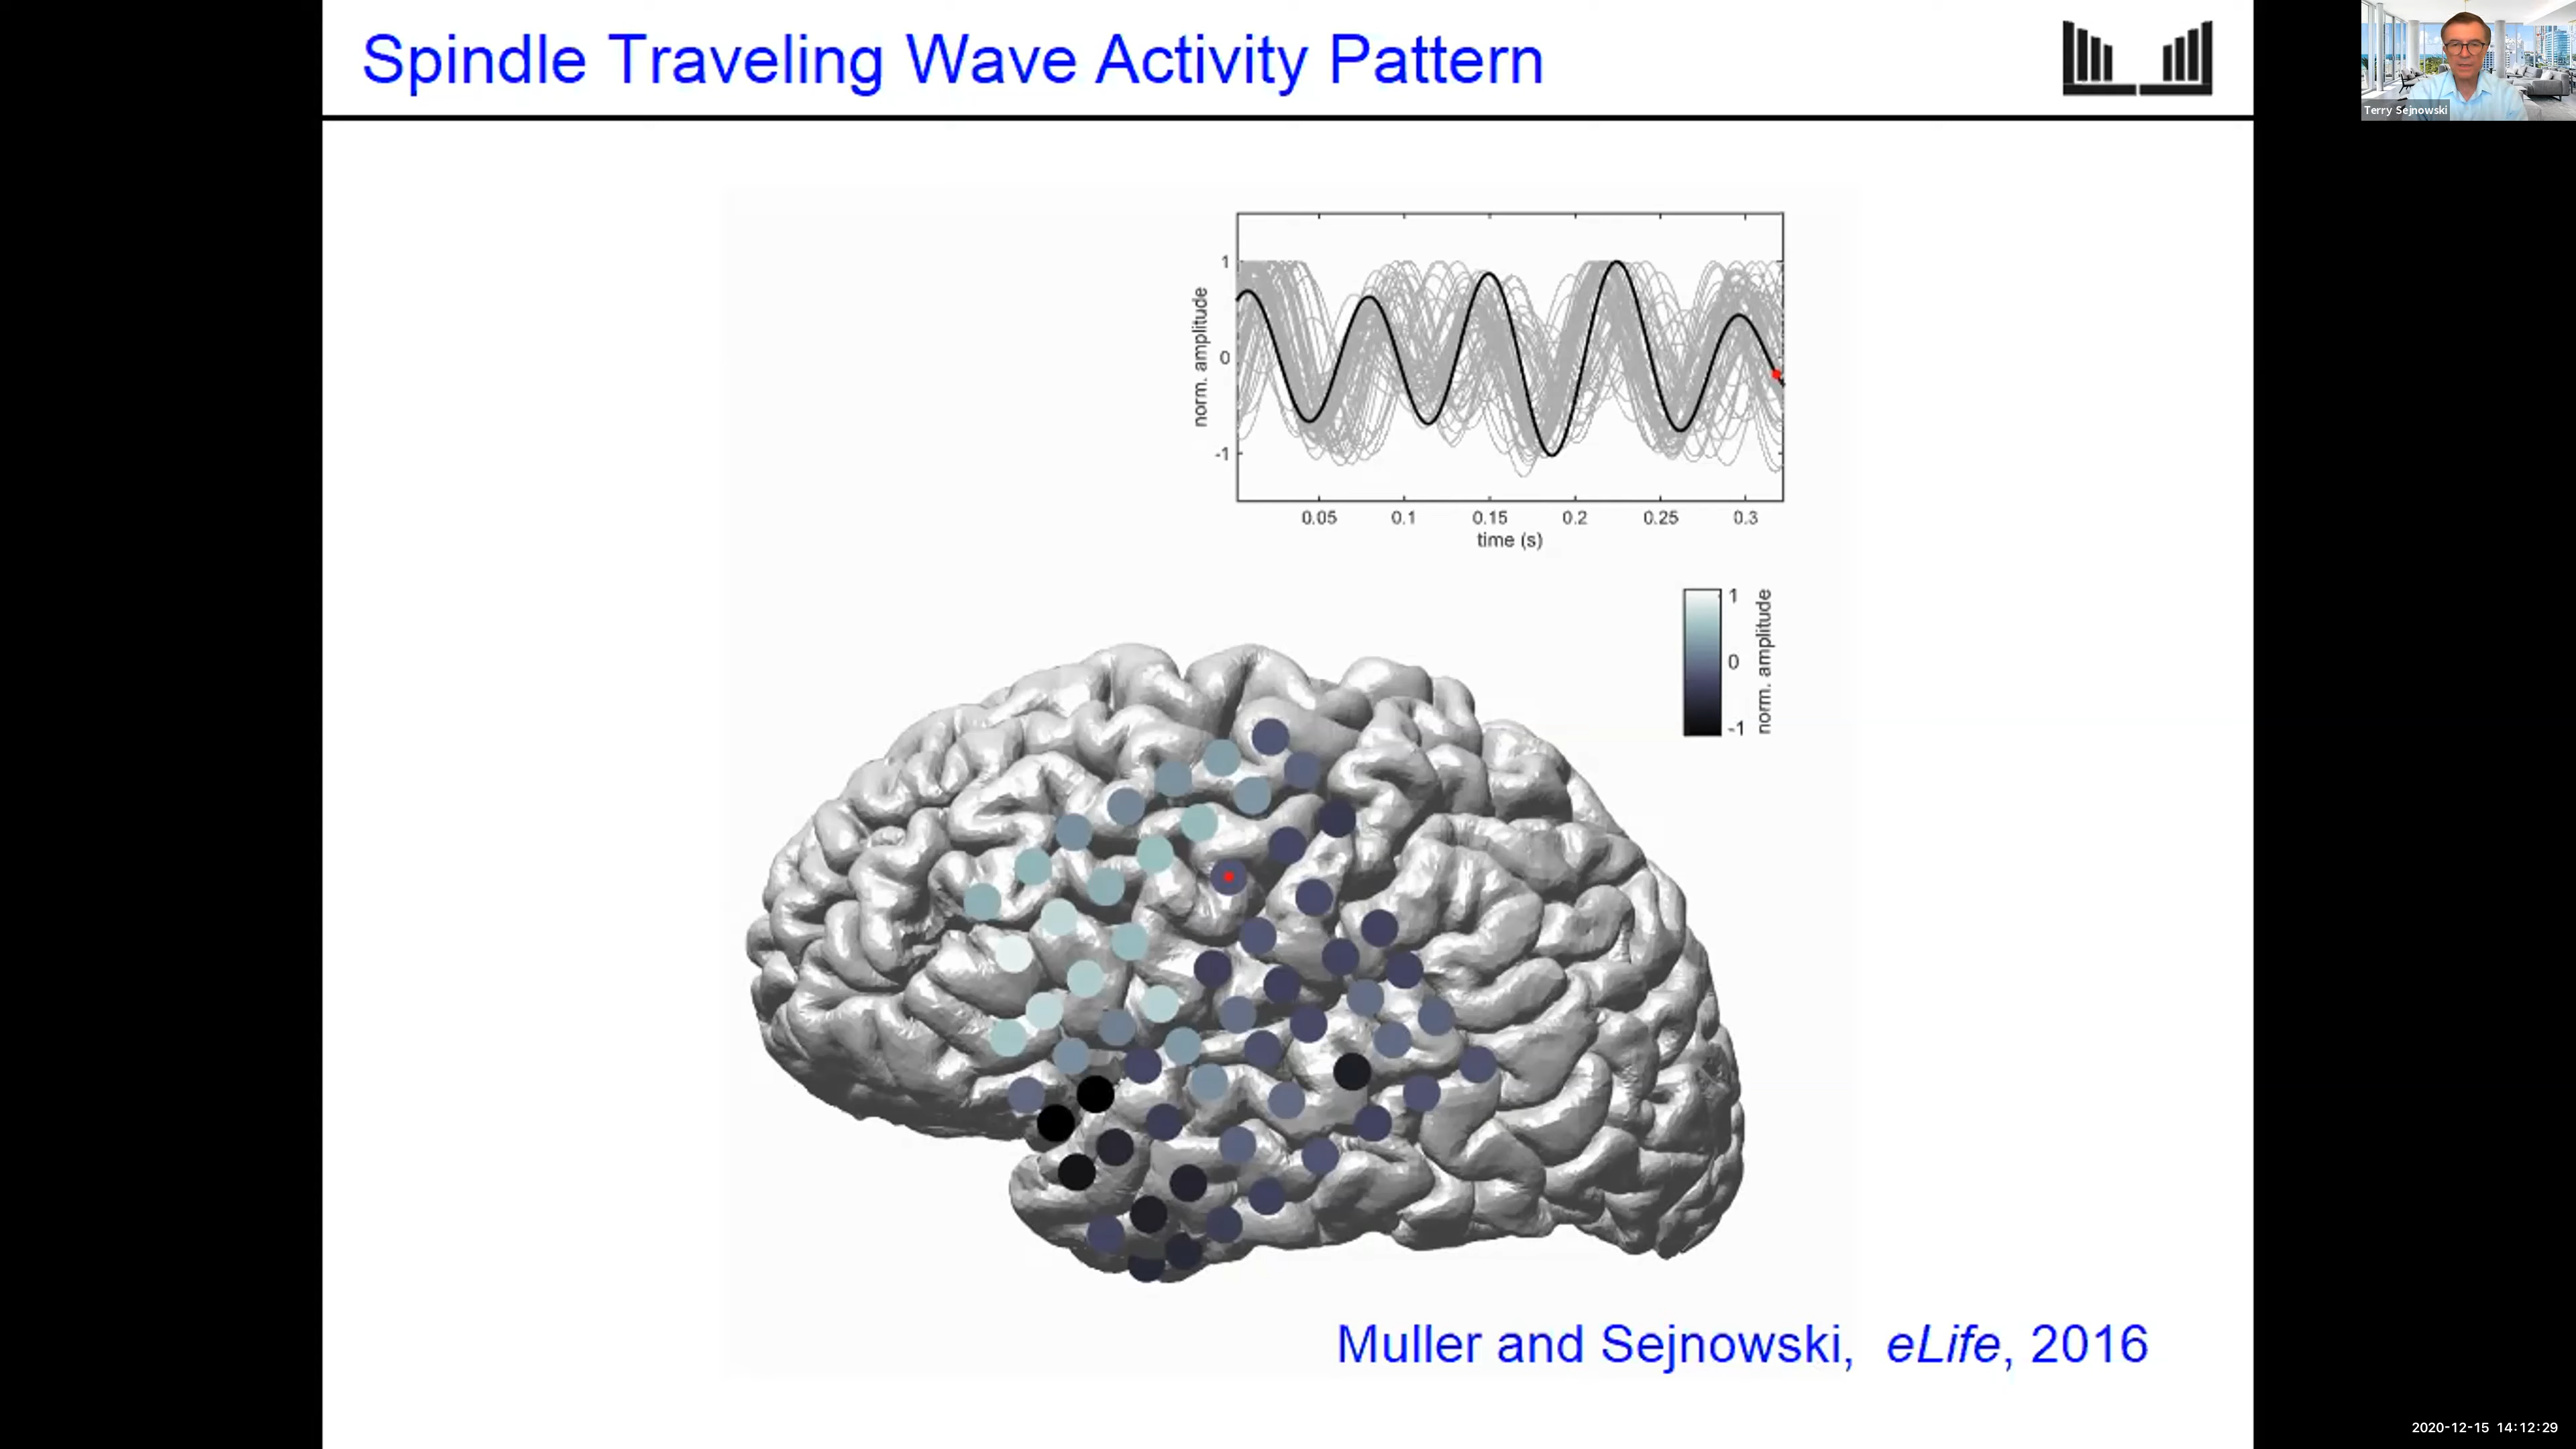 Spindle Traveling Wave Activity Pattern
Terry Sejnowski
norm. amplitude
1
0
-1
0.05 0.1 0.15 0.2 0.25 0.3
time (s)
1
0
-1
norm. amplitude
Muller and Sejnowski, eLife, 2016
2020-12-15 14:12:29